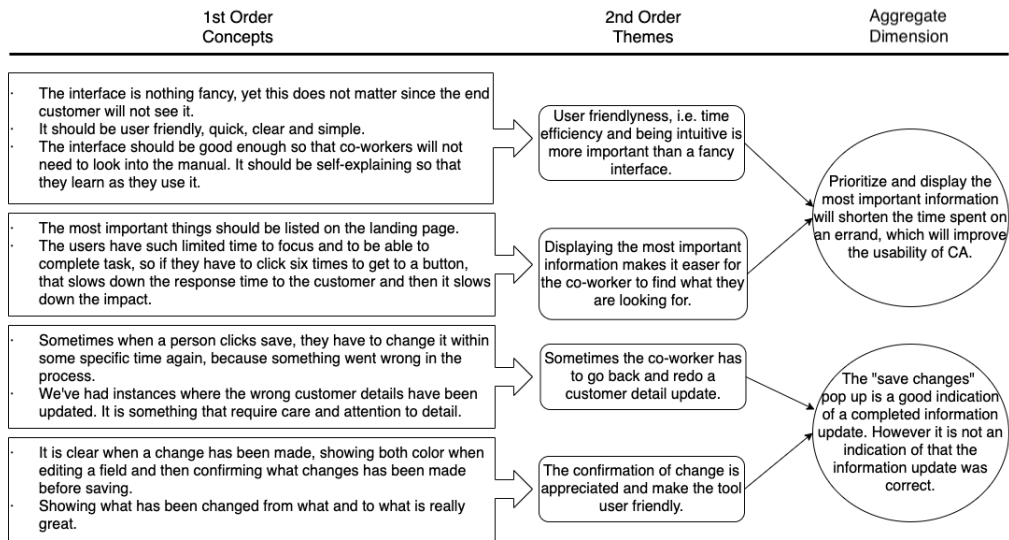 1st Order
Concepts
2nd Order
Themes
Aggregate
Dimension
· The interface is nothing fancy, yet this does not matter since the end
customer will not see it.
· It should be user friendly, quick, clear and simple.
· The interface should be good enough so that co-workers will not
need to look into the manual. It should be self-explaining so that
they learn as they use it.
User friendlyness, i.e. time
efficiency and being intuitive is
more important than a fancy
interface.
· The most important things should be listed on the landing page.
· The users have such limited time to focus and to be able to
complete task, so if they have to click six times to get to a button,
that slows down the response time to the customer and then it slows
down the impact.
Displaying the most important
information makes it easer for
the co-worker to find what they
are looking for.
Prioritize and display the
most important information
will shorten the time spent on
an errand, which will improve
the usability of CA.
· Sometimes when a person clicks save, they have to change it within
some specific time again, because something went wrong in the
process.
· We've had instances where the wrong customer details have been
updated. It is something that require care and attention to detail.
Sometimes the co-worker has
to go back and redo a
customer detail update.
· It is clear when a change has been made, showing both color when
editing a field and then confirming what changes has been made
before saving.
· Showing what has been changed from what and to what is really
great.
The confirmation of change is
appreciated and make the tool
user friendly.
The "save changes"
pop up is a good indication
of a completed information
update. However it is not an
indication of that the
information update was
correct.